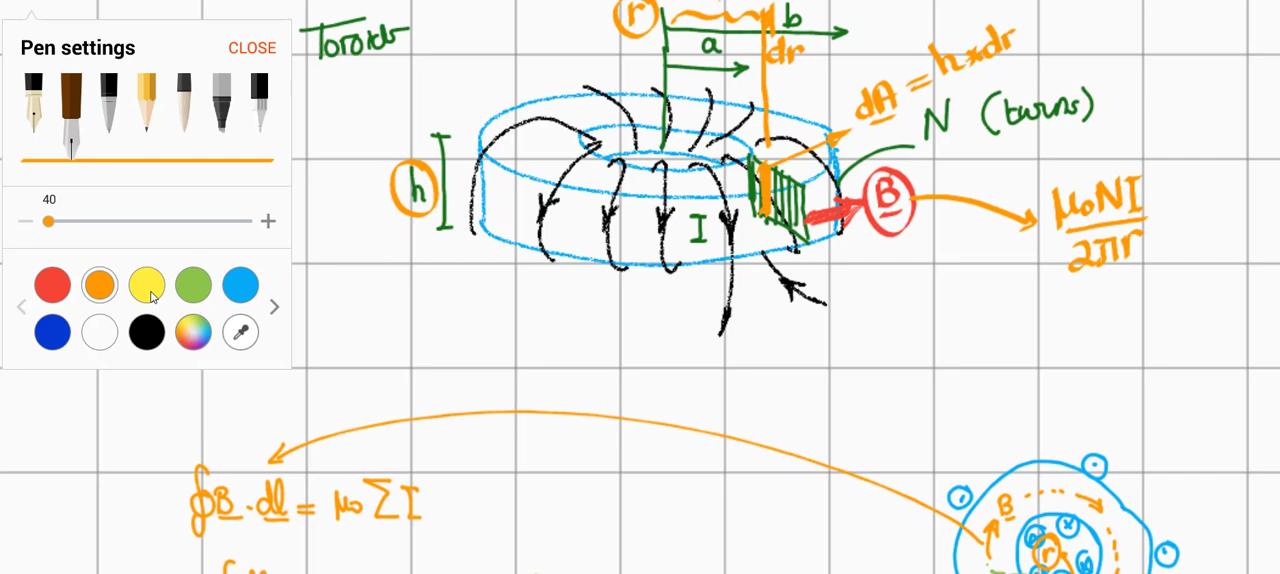 Pen settings
CLOSE
40
Toroids
r
b
a
dr
dA = h×dr
N (turns)
h
I
B
μ₀NI
2πr
∮B·dl = μ₀ΣI
B
r